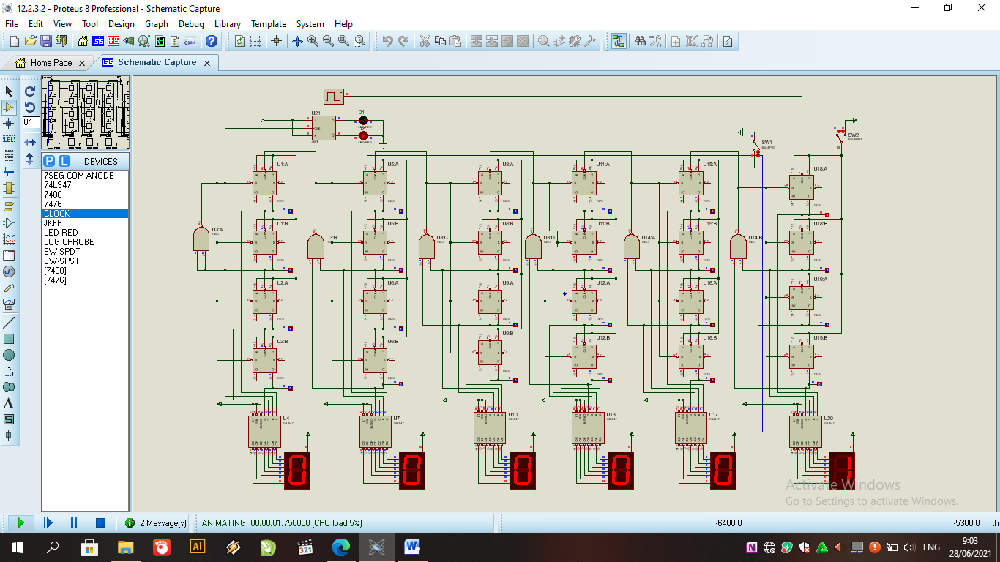 12.2.3.2 - Proteus 8 Professional - Schematic Capture
File Edit View Tool Design Graph Debug Library Template System Help
Home Page
Schematic Capture
0°
P L DEVICES
7SEG-COM-ANODE
74LS47
7400
7476
CLOCK
JKFF
LED-RED
LOGICPROBE
SW-SPDT
SW-SPST
[7400]
[7476]
U21
D1
D2
SW1
SW2
U1:A U5:A U8:A U11:A U15:A U18:A
U1:B U5:B U8:B U11:B U15:B U18:B
U3:A U3:B U3:C U3:D U14:A U14:B
U2:A U6:A U9:A U12:A U16:A U19:A
U2:B U6:B U9:B U12:B U16:B U19:B
U4 U7 U10 U13 U17 U20
0 0 0 0 0 1
Activate Windows
Go to Settings to activate Windows.
2 Message(s) ANIMATING: 00:00:01.750000 (CPU load 5%) -6400.0 -5300.0 th
ENG 9:03
28/06/2021